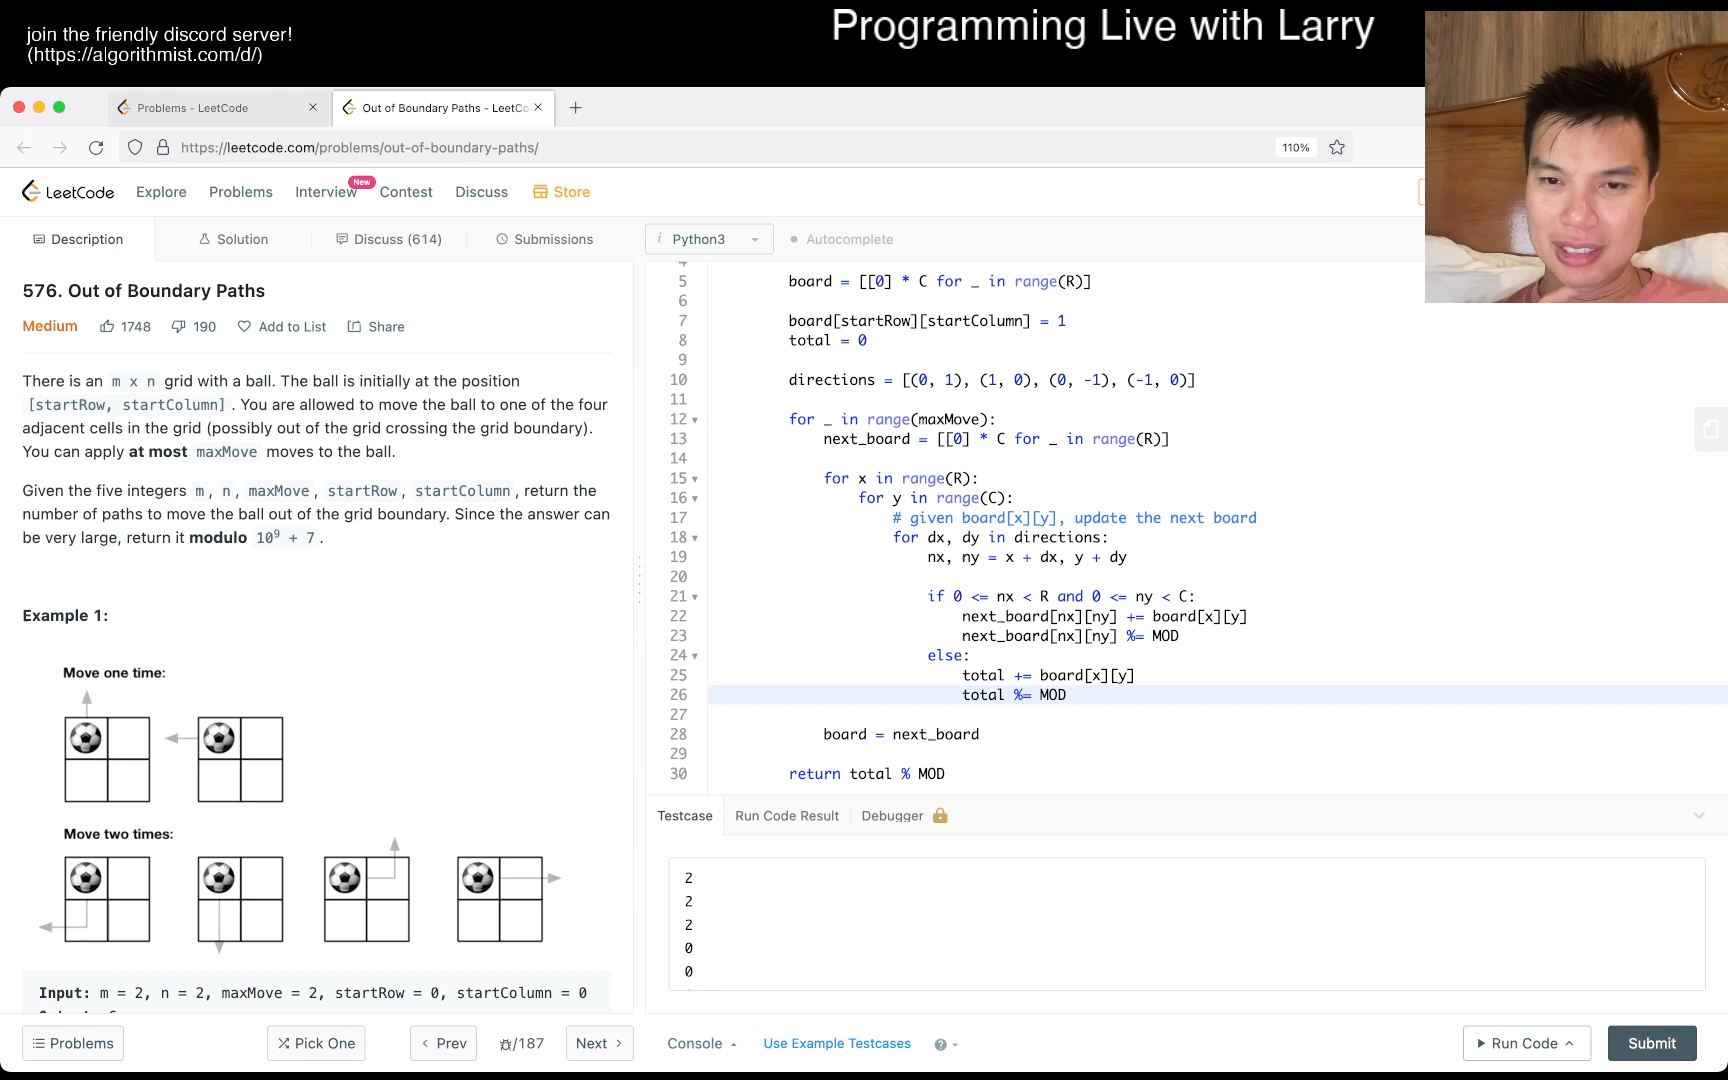 join the friendly discord server!
(https://algorithmist.com/d/)
Programming Live with Larry
Problems - LeetCode
Out of Boundary Paths - LeetCo
https://leetcode.com/problems/out-of-boundary-paths/
110%
LeetCode
Explore
Problems
Interview
New
Contest
Discuss
Store
Description
Solution
Discuss (614)
Submissions
i Python3
Autocomplete
576. Out of Boundary Paths
Medium
1748
190
Add to List
Share
There is an m x n grid with a ball. The ball is initially at the position
[startRow, startColumn]. You are allowed to move the ball to one of the four
adjacent cells in the grid (possibly out of the grid crossing the grid boundary).
You can apply at most maxMove moves to the ball.
Given the five integers m, n, maxMove, startRow, startColumn, return the
number of paths to move the ball out of the grid boundary. Since the answer can
be very large, return it modulo 10⁹ + 7.
Example 1:
Move one time:
Move two times:
Input: m = 2, n = 2, maxMove = 2, startRow = 0, startColumn = 0
4
5 board = [[0] * C for _ in range(R)]
6
7 board[startRow][startColumn] = 1
8 total = 0
9
10 directions = [(0, 1), (1, 0), (0, -1), (-1, 0)]
11
12 for _ in range(maxMove):
13 next_board = [[0] * C for _ in range(R)]
14
15 for x in range(R):
16 for y in range(C):
17 # given board[x][y], update the next board
18 for dx, dy in directions:
19 nx, ny = x + dx, y + dy
20
21 if 0 <= nx < R and 0 <= ny < C:
22 next_board[nx][ny] += board[x][y]
23 next_board[nx][ny] %= MOD
24 else:
25 total += board[x][y]
26 total %= MOD
27
28 board = next_board
29
30 return total % MOD
Testcase
Run Code Result
Debugger
2
2
2
0
0
Problems
Pick One
Prev
/187
Next
Console
Use Example Testcases
Run Code
Submit